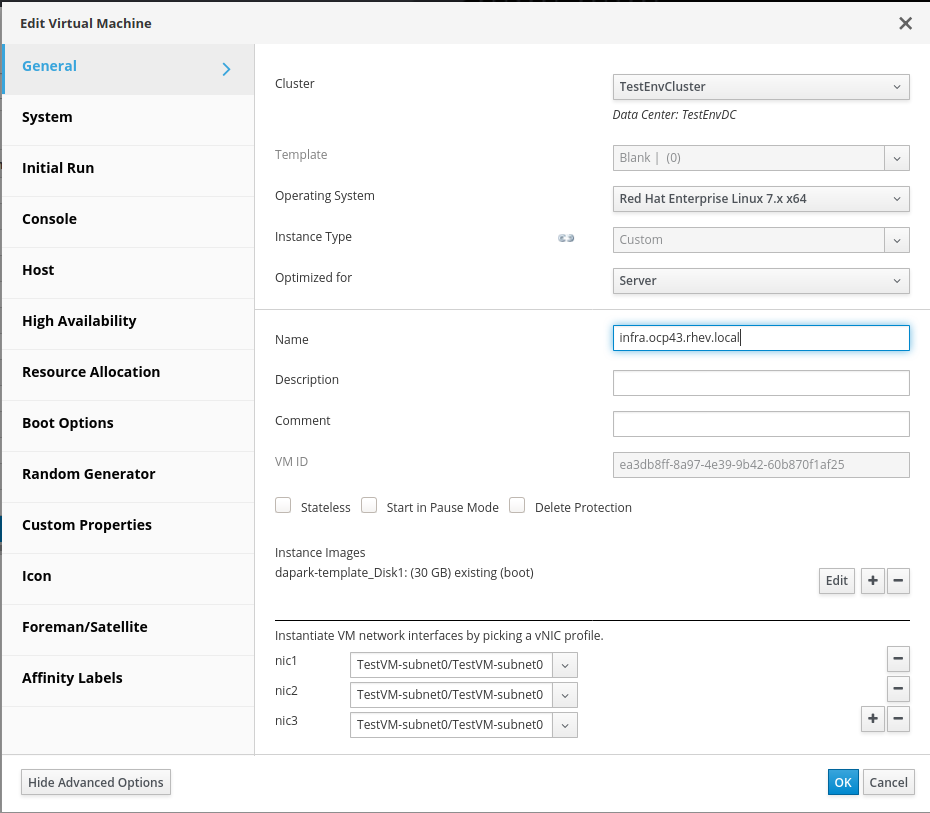 Edit Virtual Machine
General
System
Initial Run
Console
Host
High Availability
Resource Allocation
Boot Options
Random Generator
Custom Properties
Icon
Foreman/Satellite
Affinity Labels
Cluster
TestEnvCluster
Data Center: TestEnvDC
Template
Blank | (0)
Operating System
Red Hat Enterprise Linux 7.x x64
Instance Type
Custom
Optimized for
Server
Name
infra.ocp43.rhev.local
Description
Comment
VM ID
ea3db8ff-8a97-4e39-9b42-60b870f1af25
Stateless
Start in Pause Mode
Delete Protection
Instance Images
dapark-template_Disk1: (30 GB) existing (boot)
Edit
Instantiate VM network interfaces by picking a vNIC profile.
nic1
TestVM-subnet0/TestVM-subnet0
nic2
TestVM-subnet0/TestVM-subnet0
nic3
TestVM-subnet0/TestVM-subnet0
Hide Advanced Options
OK
Cancel